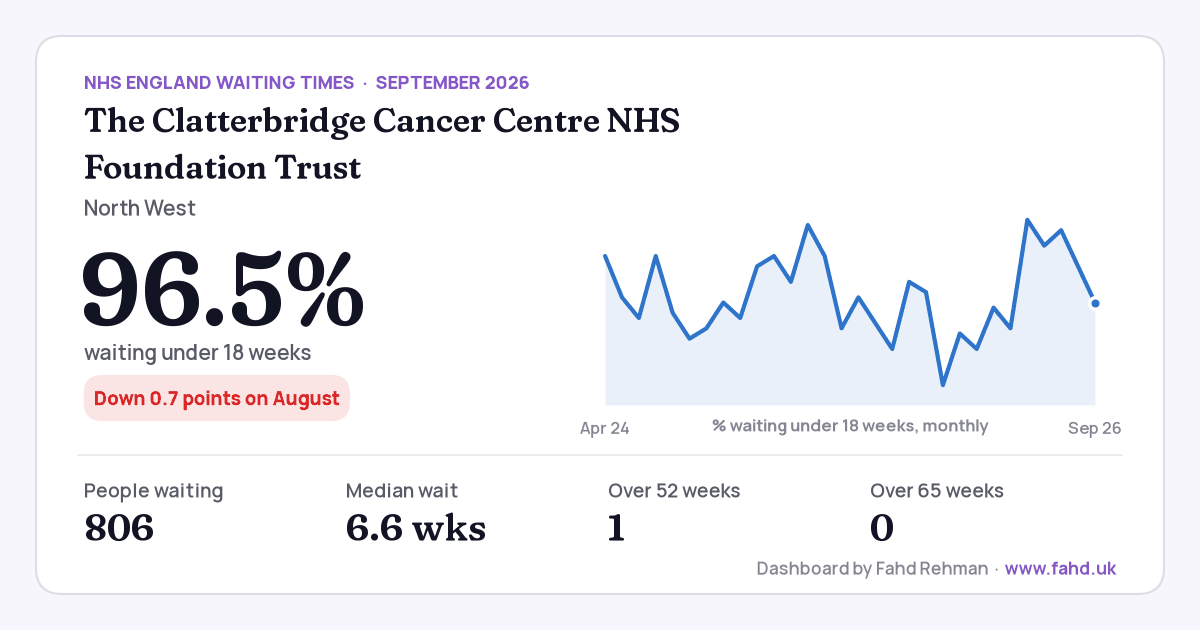 NHS ENGLAND WAITING TIMES · SEPTEMBER 2026
The Clatterbridge Cancer Centre NHS
Foundation Trust
North West
96.5%
waiting under 18 weeks
Down 0.7 points on August
Apr 24
% waiting under 18 weeks, monthly
Sep 26
People waiting
806
Median wait
6.6 wks
Over 52 weeks
1
Over 65 weeks
0
Dashboard by Fahd Rehman · www.fahd.uk